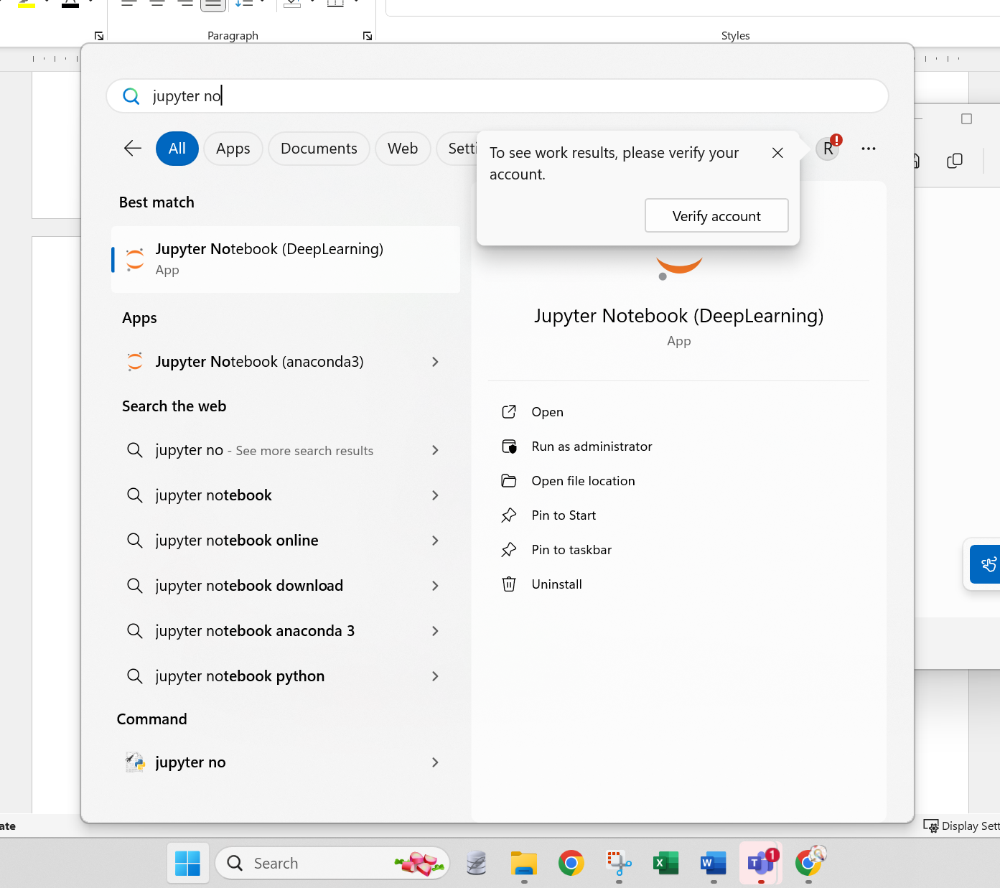 Paragraph
Styles
jupyter no
All
Apps
Documents
Web
To see work results, please verify your
account.
Verify account
R
Best match
Jupyter Notebook (DeepLearning)
App
Apps
Jupyter Notebook (anaconda3)
Search the web
jupyter no - See more search results
jupyter notebook
jupyter notebook online
jupyter notebook download
jupyter notebook anaconda 3
jupyter notebook python
Command
jupyter no
Jupyter Notebook (DeepLearning)
App
Open
Run as administrator
Open file location
Pin to Start
Pin to taskbar
Uninstall
ate
Display Sett
Search
X
W
T
1